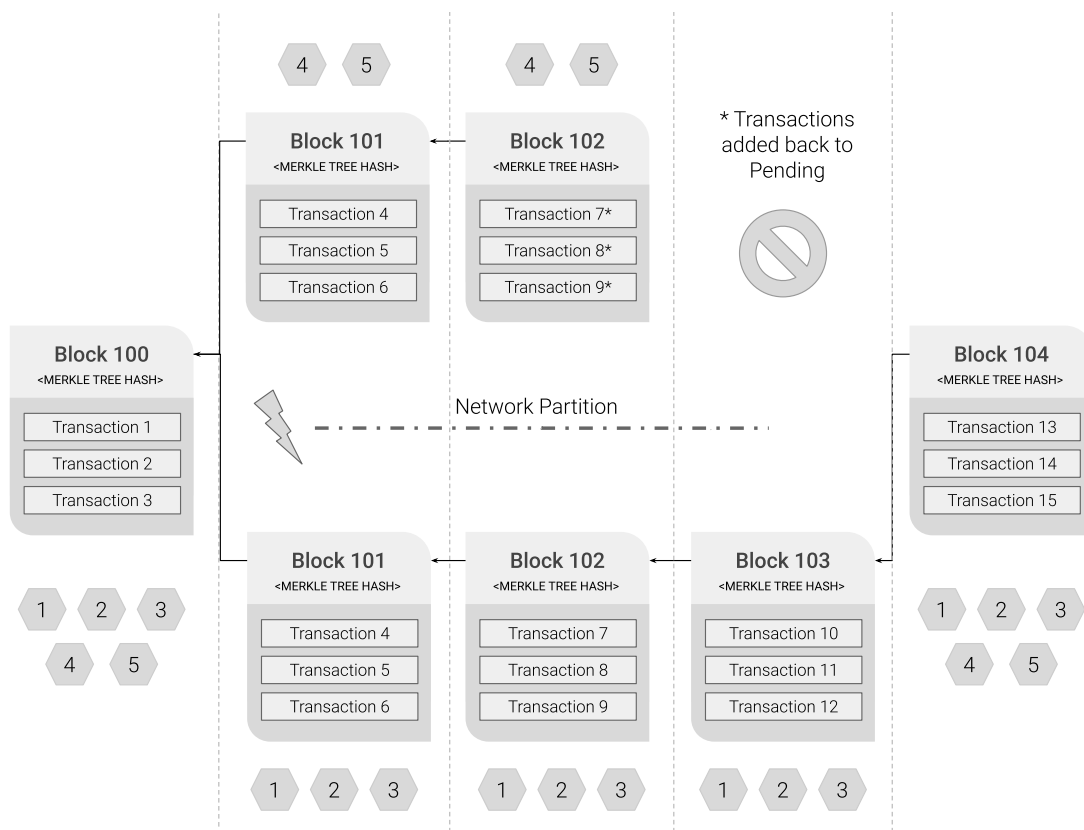 4 5
4 5
Block 101
<MERKLE TREE HASH>
Transaction 4
Transaction 5
Transaction 6
Block 102
<MERKLE TREE HASH>
Transaction 7*
Transaction 8*
Transaction 9*
* Transactions
added back to
Pending
Block 100
<MERKLE TREE HASH>
Transaction 1
Transaction 2
Transaction 3
1 2 3
4 5
Network Partition
Block 101
<MERKLE TREE HASH>
Transaction 4
Transaction 5
Transaction 6
1 2 3
Block 102
<MERKLE TREE HASH>
Transaction 7
Transaction 8
Transaction 9
1 2 3
Block 103
<MERKLE TREE HASH>
Transaction 10
Transaction 11
Transaction 12
1 2 3
Block 104
<MERKLE TREE HASH>
Transaction 13
Transaction 14
Transaction 15
1 2 3
4 5